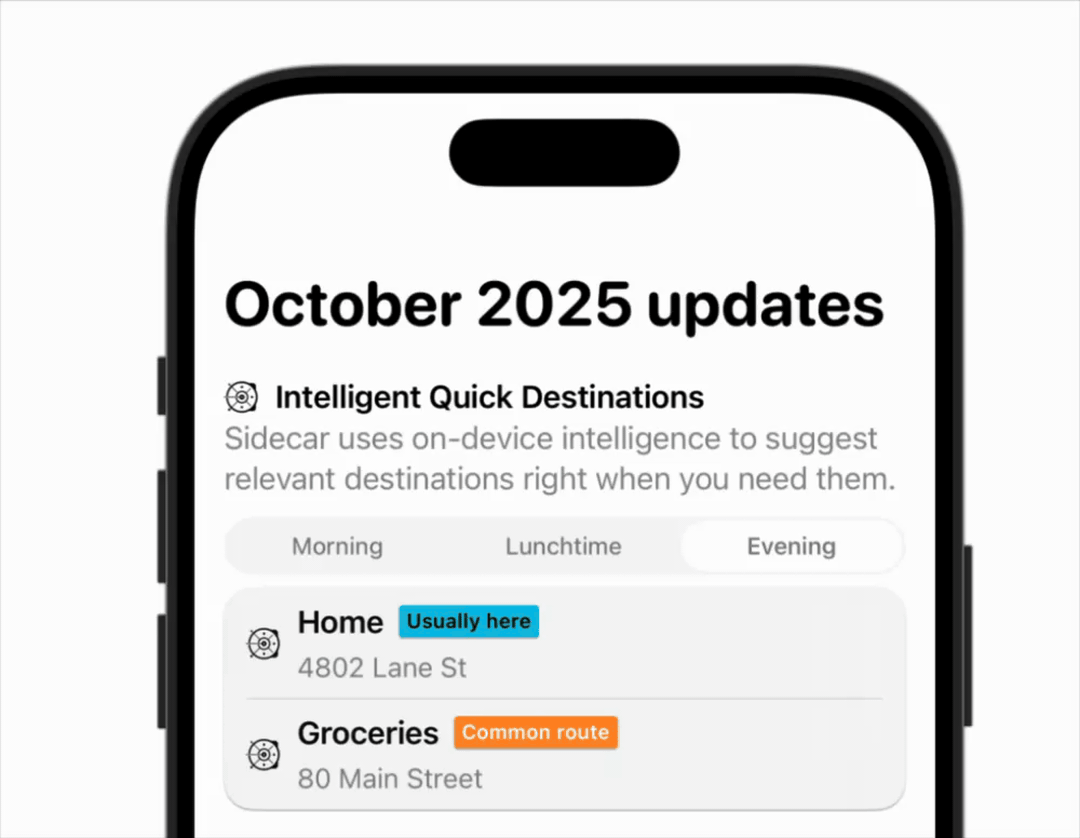 October 2025 updates
Intelligent Quick Destinations
Sidecar uses on-device intelligence to suggest
relevant destinations right when you need them.
Morning Lunchtime Evening
Home Usually here
4802 Lane St
Groceries Common route
80 Main Street